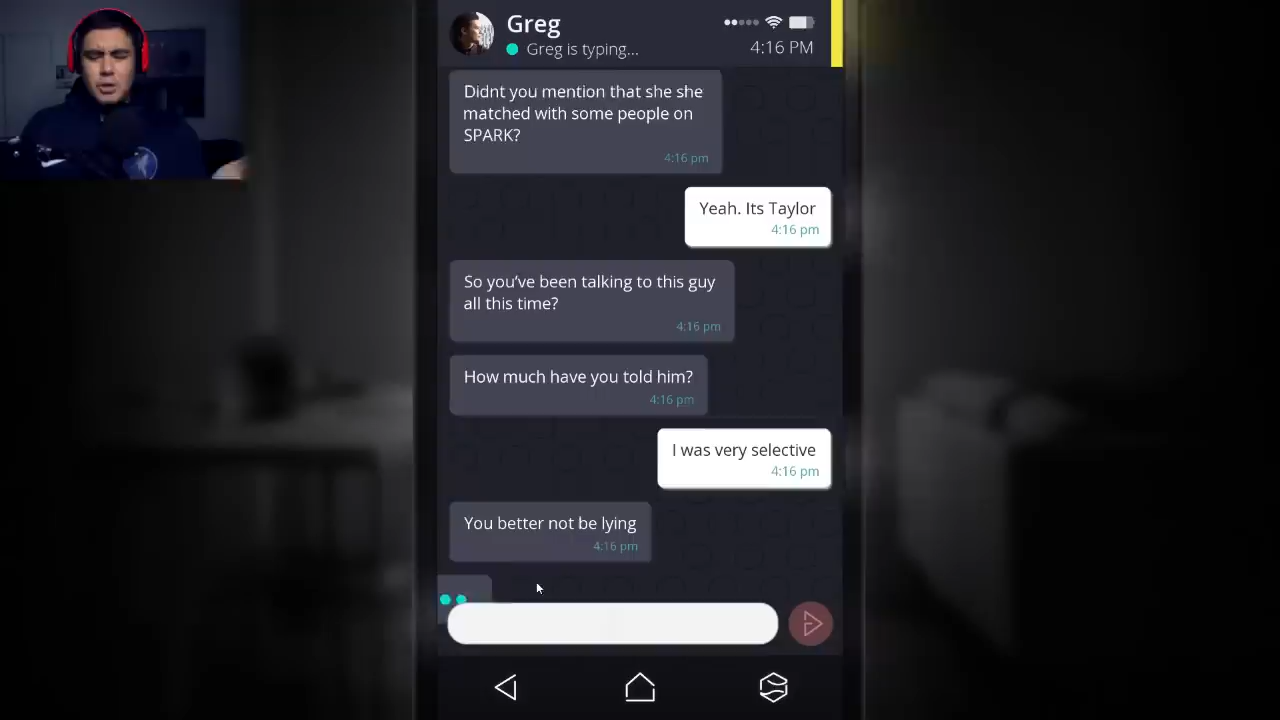 Greg
Greg is typing...
4:16 PM
Didnt you mention that she she
matched with some people on
SPARK?
4:16 pm
Yeah. Its Taylor
4:16 pm
So you've been talking to this guy
all this time?
4:16 pm
How much have you told him?
4:16 pm
I was very selective
4:16 pm
You better not be lying
4:16 pm